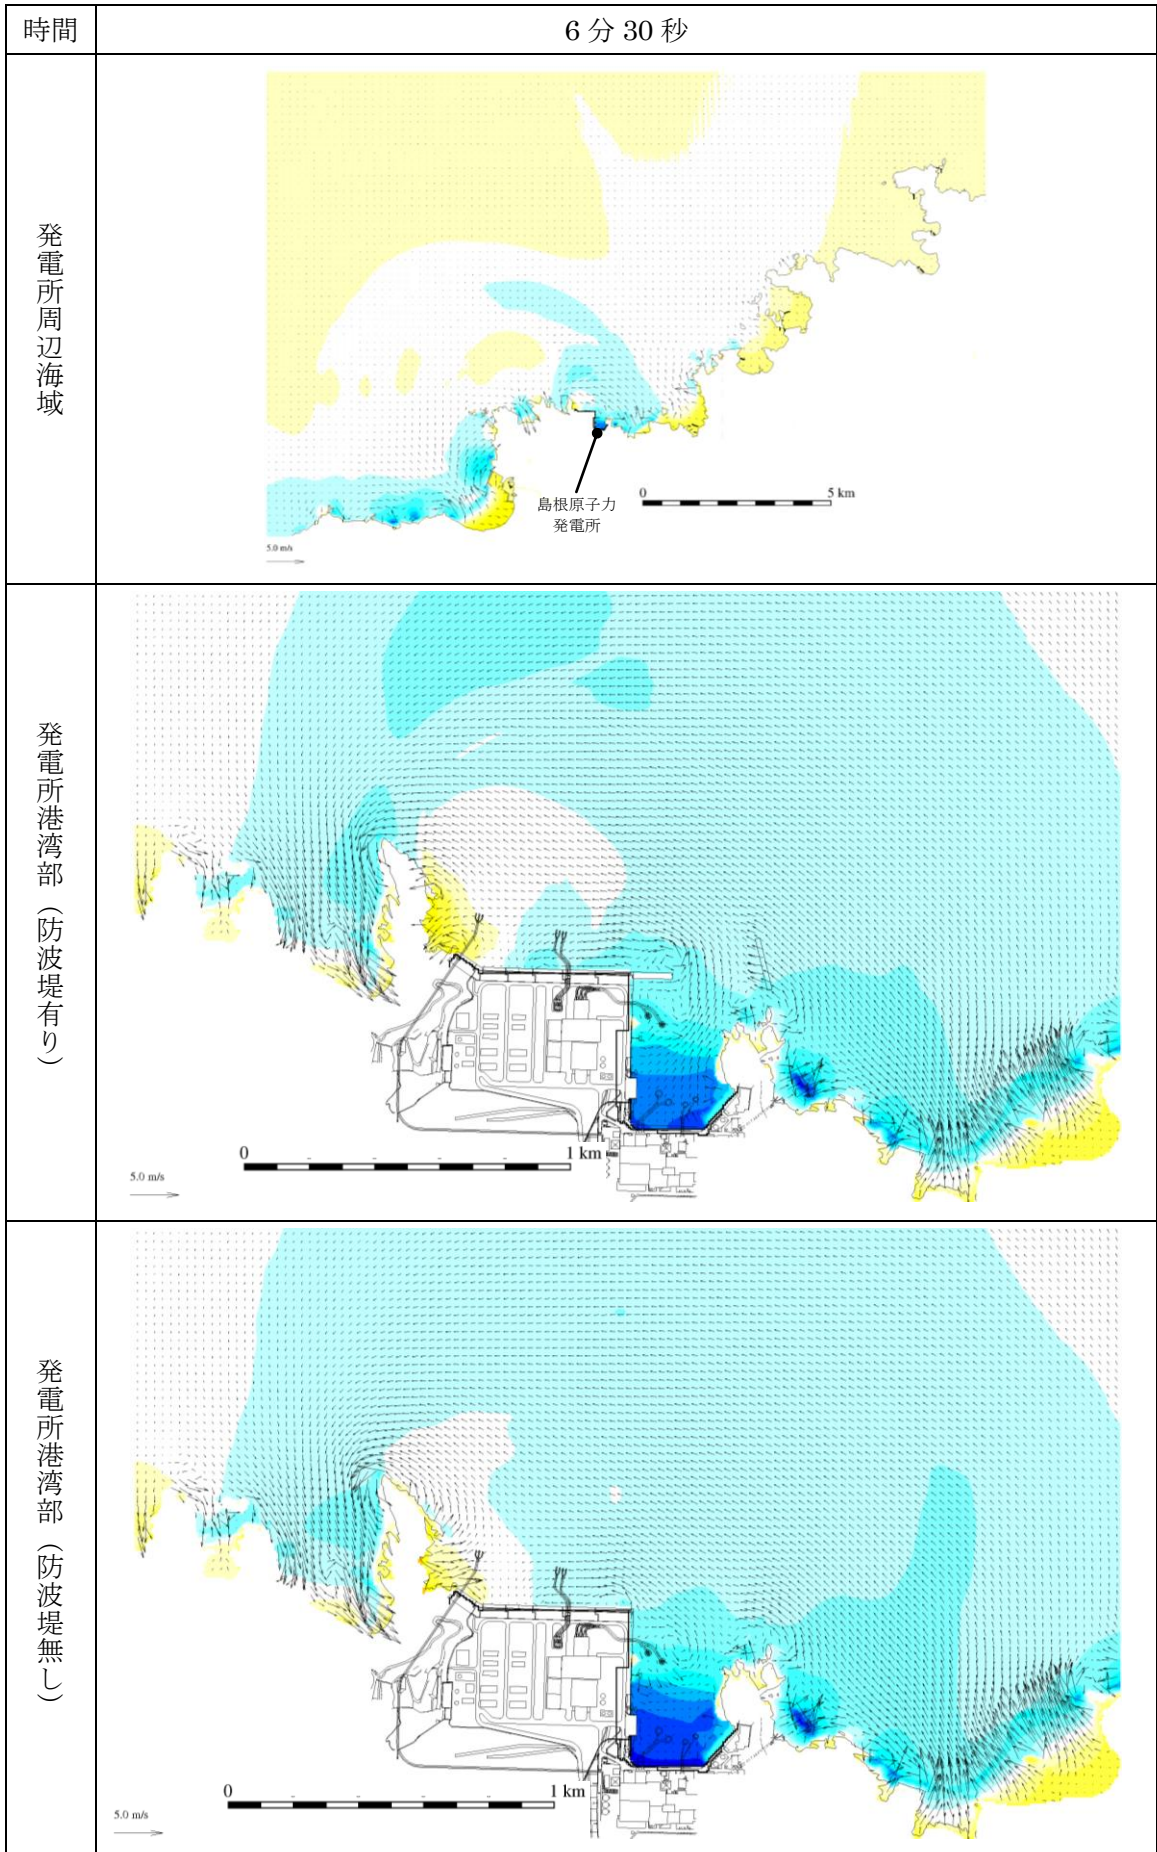 時間
6分30秒
発電所周辺海域
島根原子力
発電所
0 5 km
5.0 m/s
発電所港湾部（防波堤有り）
0 1 km
5.0 m/s
発電所港湾部（防波堤無し）
0 1 km
5.0 m/s